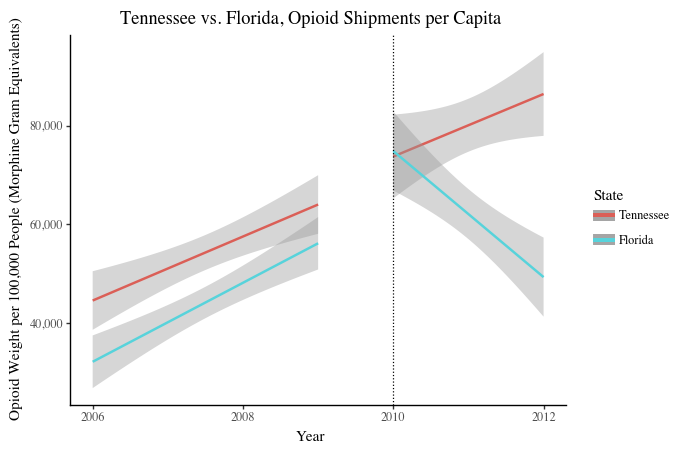 Tennessee vs. Florida, Opioid Shipments per Capita
Opioid Weight per 100,000 People (Morphine Gram Equivalents)
80,000
60,000
40,000
2006
2008
2010
2012
Year
State
Tennessee
Florida